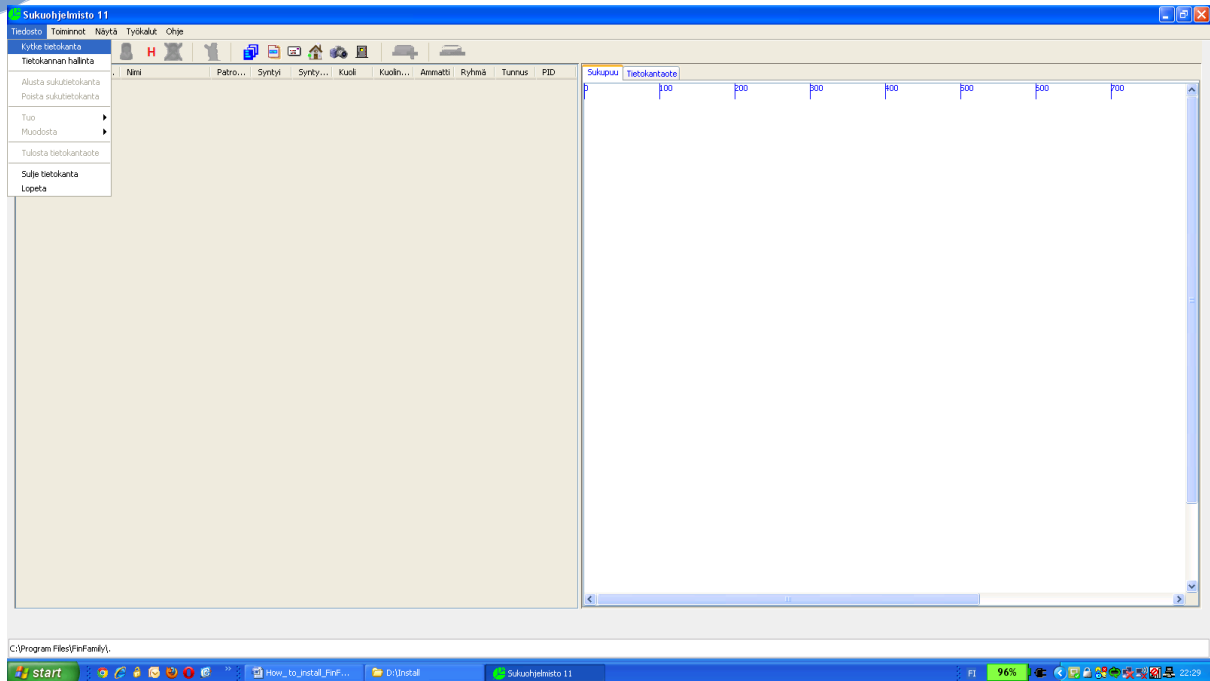 Sukuohjelmisto 11
Tiedosto Toiminnot Näytä Työkalut Ohje
Kytke tietokanta
Tietokannan hallinta
Alusta sukutietokanta
Poista sukutietokanta
Tuo
Muodosta
Tulosta tietokantaote
Sulje tietokanta
Lopeta
H
. Nimi Patro... Syntyi Synty... Kuoli Kuolin... Ammatti Ryhmä Tunnus PID
Sukupuu Tietokantaote
0 100 200 300 400 500 600 700
C:\Program Files\FinFamily\.
start How_to_install_FinF... D:\Install Sukuohjelmisto 11 FI 96% 22:29